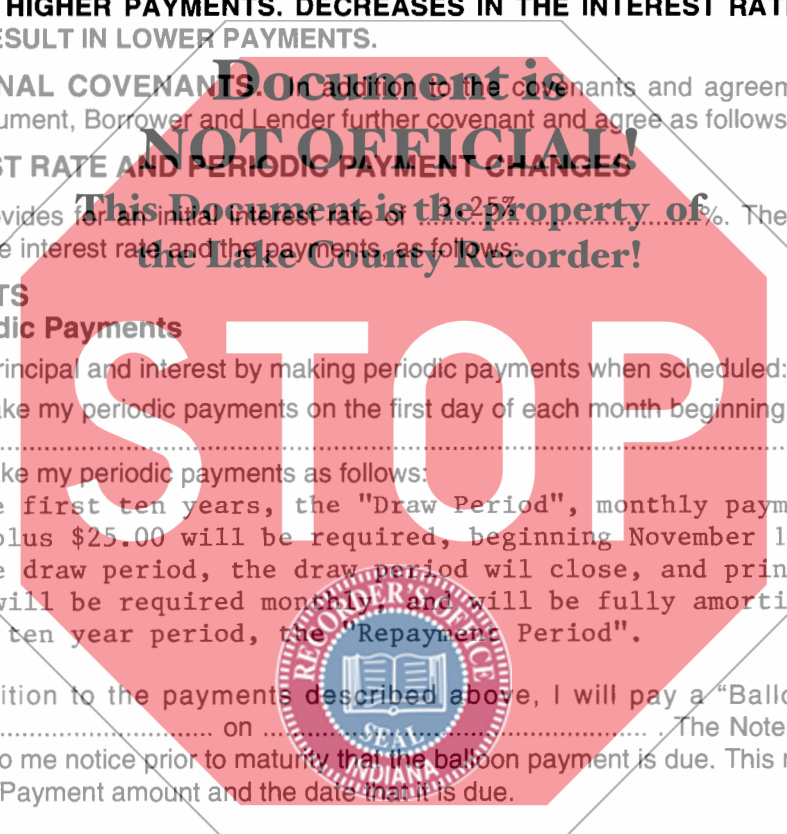 HIGHER PAYMENTS. DECREASES IN THE INTEREST RATE
ESULT IN LOWER PAYMENTS.
NAL COVENANTS. In addition to the covenants and agreem
ument, Borrower and Lender further covenant and agree as follows
ST RATE AND PERIODIC PAYMENT CHANGES
ovides for an initial interest rate of 3.25% %. The
e interest rate and the payments, as follows:
TS
dic Payments
rincipal and interest by making periodic payments when scheduled:
ake my periodic payments on the first day of each month beginning
ke my periodic payments as follows:
e first ten years, the "Draw Period", monthly paym
plus $25.00 will be required, beginning November 1
e draw period, the draw period wil close, and prin
will be required monthly, and will be fully amorti
ten year period, the "Repayment Period".
ition to the payments described above, I will pay a “Ballo
on . The Note
o me notice prior to maturity that the balloon payment is due. This n
Payment amount and the date that it is due.
Document is
NOT OFFICIAL!
This Document is the property of
the Lake County Recorder!
STOP
RECORDER'S OFFICE
SEAL
INDIANA